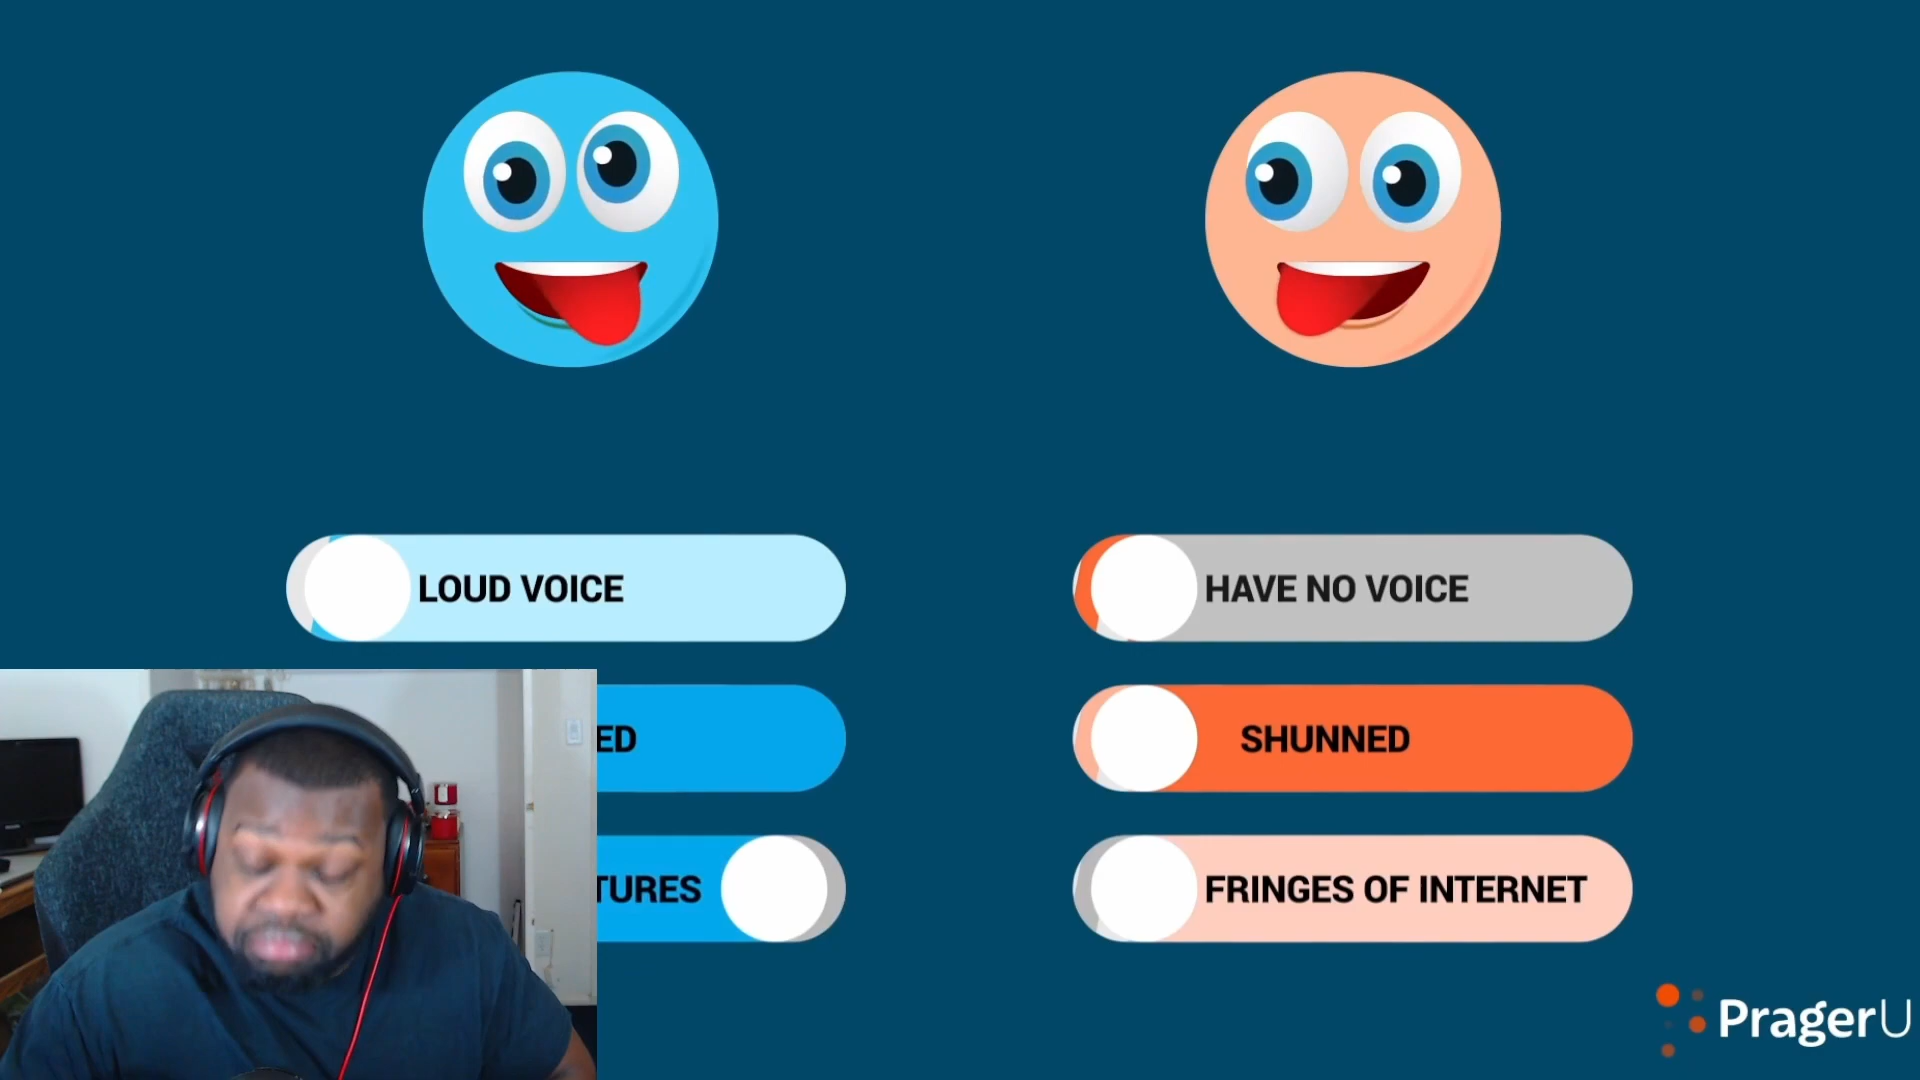 LOUD VOICE
HAVE NO VOICE
ED
SHUNNED
TURES
FRINGES OF INTERNET
PragerU